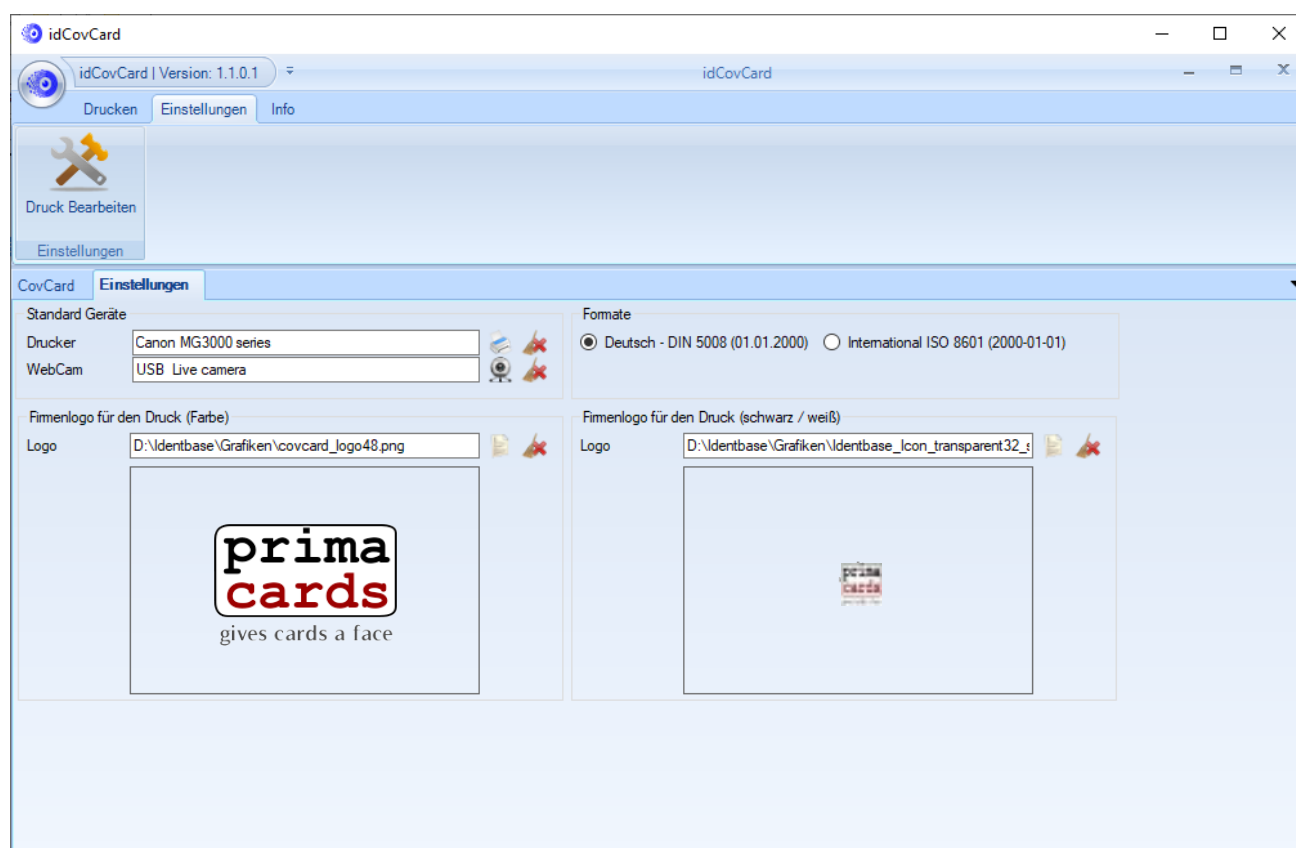 idCovCard
idCovCard | Version: 1.1.0.1 idCovCard
Drucken Einstellungen Info
Druck Bearbeiten
Einstellungen
CovCard Einstellungen
Standard Geräte
Drucker Canon MG3000 series
WebCam USB Live camera
Formate
Deutsch - DIN 5008 (01.01.2000) International ISO 8601 (2000-01-01)
Firmenlogo für den Druck (Farbe)
Logo D:\Identbase\Grafiken\covcard_logo48.png
prima
cards
gives cards a face
Firmenlogo für den Druck (schwarz / weiß)
Logo D:\Identbase\Grafiken\Identbase_Icon_transparent32_s
prima
cards